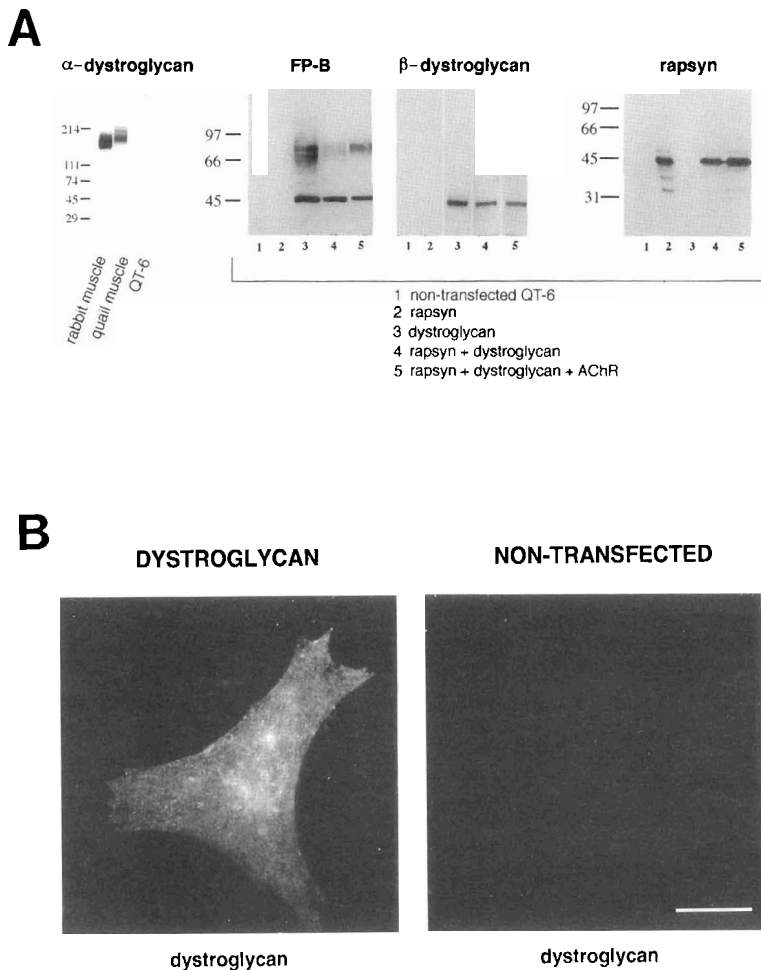 A
α-dystroglycan
FP-B
β-dystroglycan
rapsyn
214
111
74
45
29
rabbit muscle
quail muscle
QT-6
97
66
45
1 2 3 4 5
1 2 3 4 5
97
66
45
31
1 2 3 4 5
1 non-transfected QT-6
2 rapsyn
3 dystroglycan
4 rapsyn + dystroglycan
5 rapsyn + dystroglycan + AChR
B
DYSTROGLYCAN
NON-TRANSFECTED
dystroglycan
dystroglycan